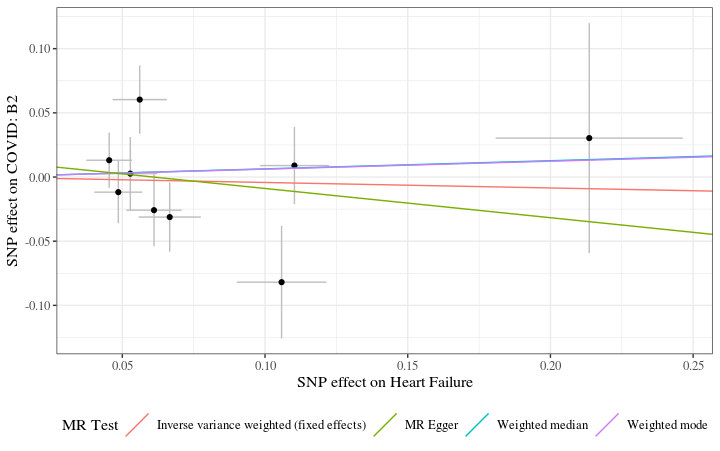 SNP effect on COVID: B2
0.10
0.05
0.00
-0.05
-0.10
0.05 0.10 0.15 0.20 0.25
SNP effect on Heart Failure
MR Test Inverse variance weighted (fixed effects) MR Egger Weighted median Weighted mode